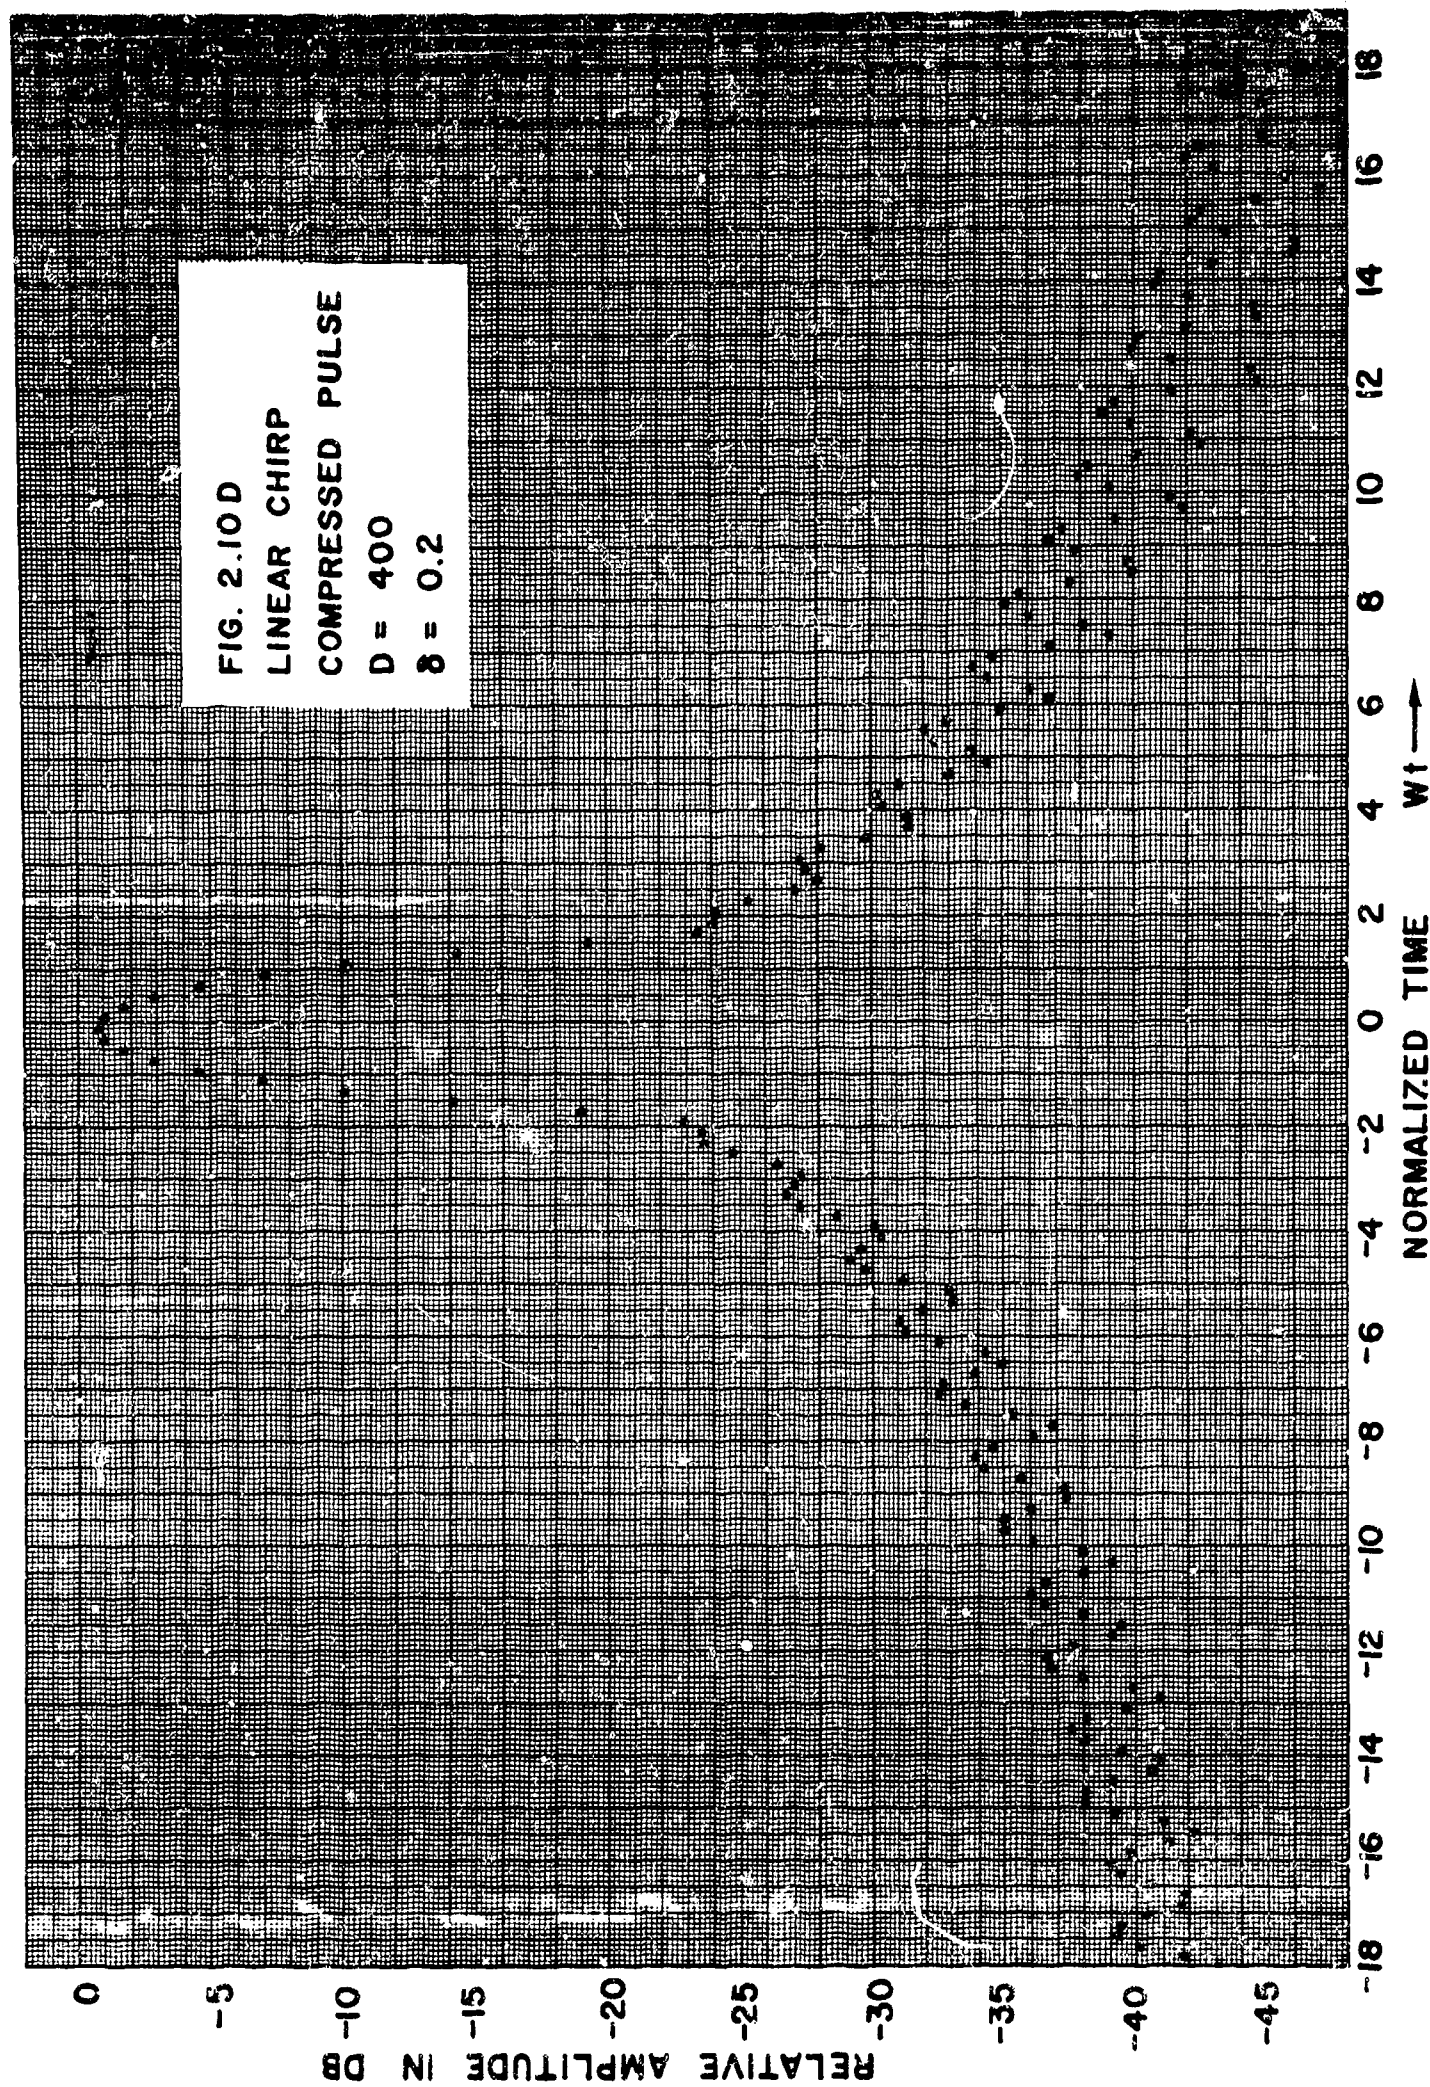 FIG. 2.10D
LINEAR CHIRP
COMPRESSED PULSE
D = 400
δ = 0.2
RELATIVE AMPLITUDE IN DB
0
-5
-10
-15
-20
-25
-30
-35
-40
-45
-18 -16 -14 -12 -10 -8 -6 -4 -2 0 2 4 6 8 10 12 14 16 18
NORMALIZED TIME Wt →